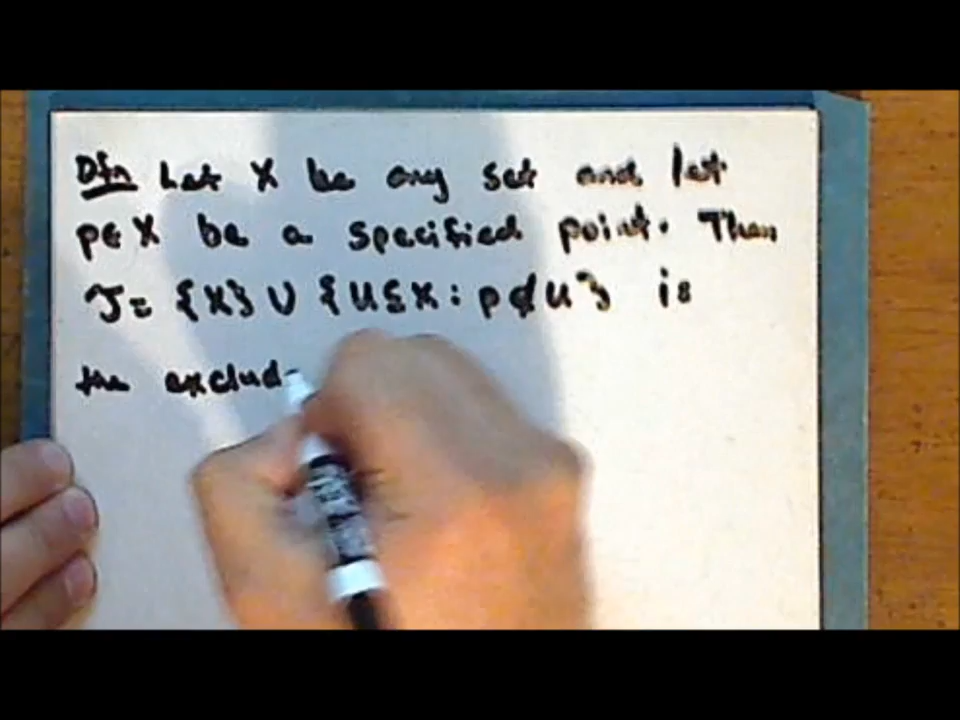 Dfn Let X be any set and let
p∈X be a specified point. Then
𝒯= {X} ∪ {U⊆X : p∉U} is
the exclud